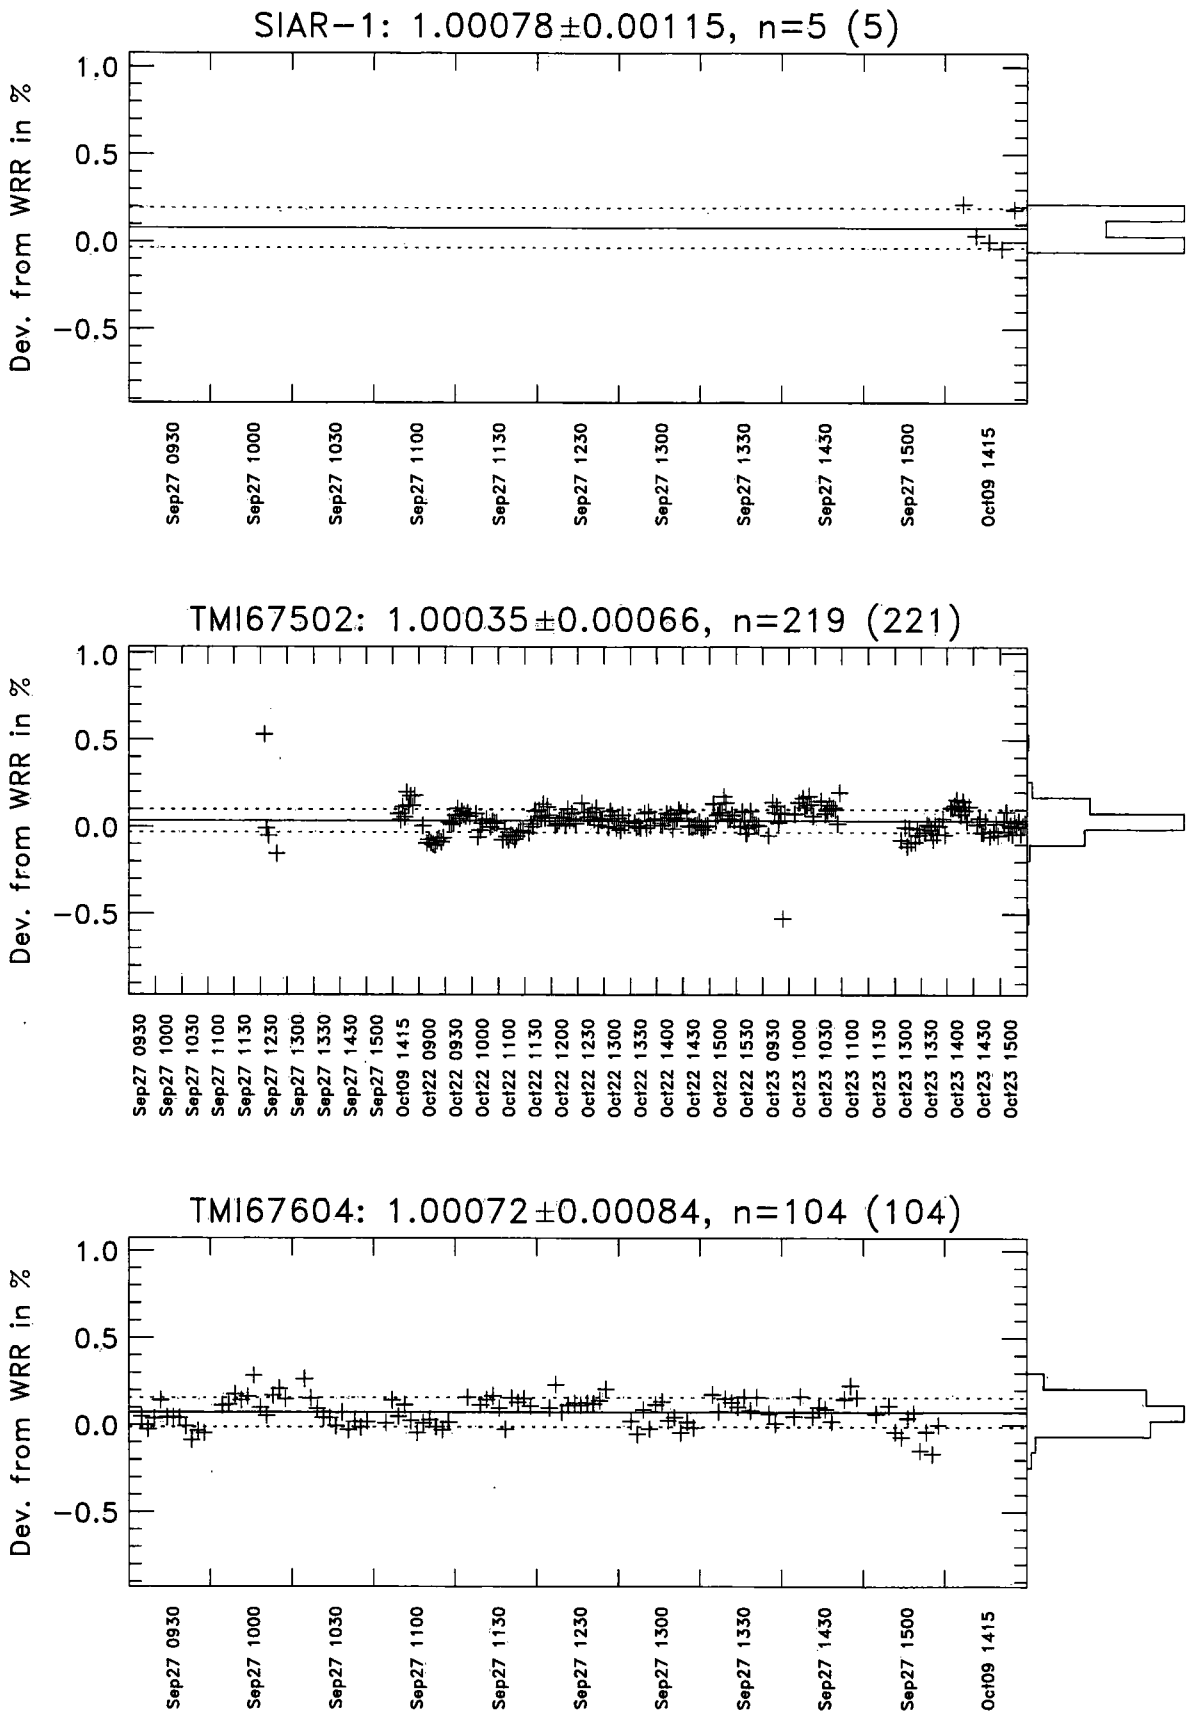 SIAR-1: 1.00078±0.00115, n=5 (5)
Dev. from WRR in %
1.0
0.5
0.0
-0.5
Sep27 0930
Sep27 1000
Sep27 1030
Sep27 1100
Sep27 1130
Sep27 1230
Sep27 1300
Sep27 1330
Sep27 1430
Sep27 1500
Oct09 1415
TMI67502: 1.00035±0.00066, n=219 (221)
Dev. from WRR in %
1.0
0.5
0.0
-0.5
Sep27 0930
Sep27 1000
Sep27 1030
Sep27 1100
Sep27 1130
Sep27 1230
Sep27 1300
Sep27 1330
Sep27 1430
Sep27 1500
Oct09 1415
Oct22 0900
Oct22 0930
Oct22 1000
Oct22 1100
Oct22 1130
Oct22 1200
Oct22 1230
Oct22 1300
Oct22 1400
Oct22 1430
Oct22 1500
Oct22 1530
Oct23 0930
Oct23 1000
Oct23 1030
Oct23 1100
Oct23 1130
Oct23 1300
Oct23 1330
Oct23 1400
Oct23 1430
Oct23 1500
TMI67604: 1.00072±0.00084, n=104 (104)
Dev. from WRR in %
1.0
0.5
0.0
-0.5
Sep27 0930
Sep27 1000
Sep27 1030
Sep27 1100
Sep27 1130
Sep27 1230
Sep27 1300
Sep27 1330
Sep27 1430
Sep27 1500
Oct09 1415